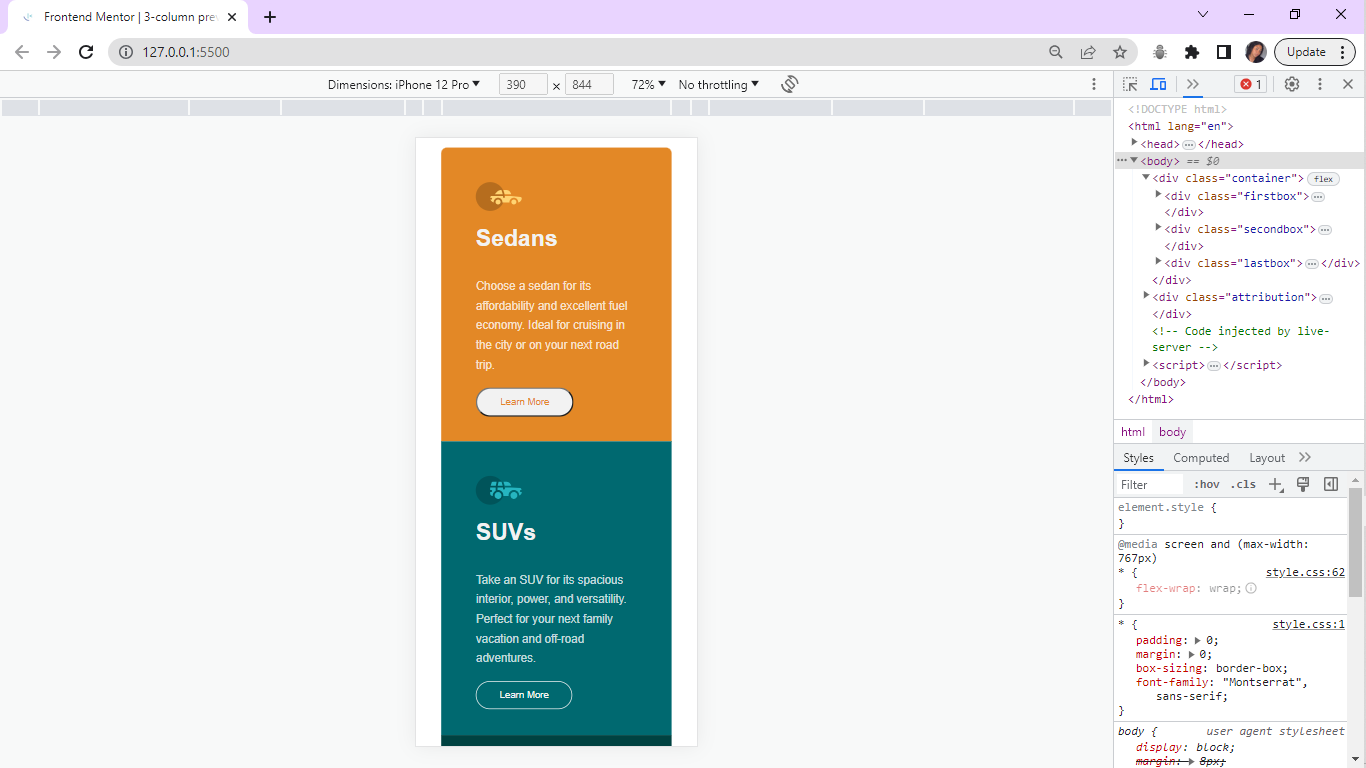 Frontend Mentor | 3-column pre
127.0.0.1:5500
Update
Dimensions: iPhone 12 Pro
390 × 844
72%
No throttling
1
Sedans
Choose a sedan for its
affordability and excellent fuel
economy. Ideal for cruising in
the city or on your next road
trip.
Learn More
SUVs
Take an SUV for its spacious
interior, power, and versatility.
Perfect for your next family
vacation and off-road
adventures.
Learn More
<!DOCTYPE html>
<html lang="en">
<head>…</head>
<body> == $0
<div class="container"> flex
<div class="firstbox">…
</div>
<div class="secondbox">…
</div>
<div class="lastbox">…</div>
</div>
<div class="attribution">…
</div>
<!-- Code injected by live-
server -->
<script>…</script>
</body>
</html>
html body
Styles Computed Layout
Filter :hov .cls
element.style {
}
@media screen and (max-width:
767px)
* { style.css:62
flex-wrap: wrap;
}
* { style.css:1
padding: 0;
margin: 0;
box-sizing: border-box;
font-family: "Montserrat",
sans-serif;
}
body { user agent stylesheet
display: block;
margin: 8px;